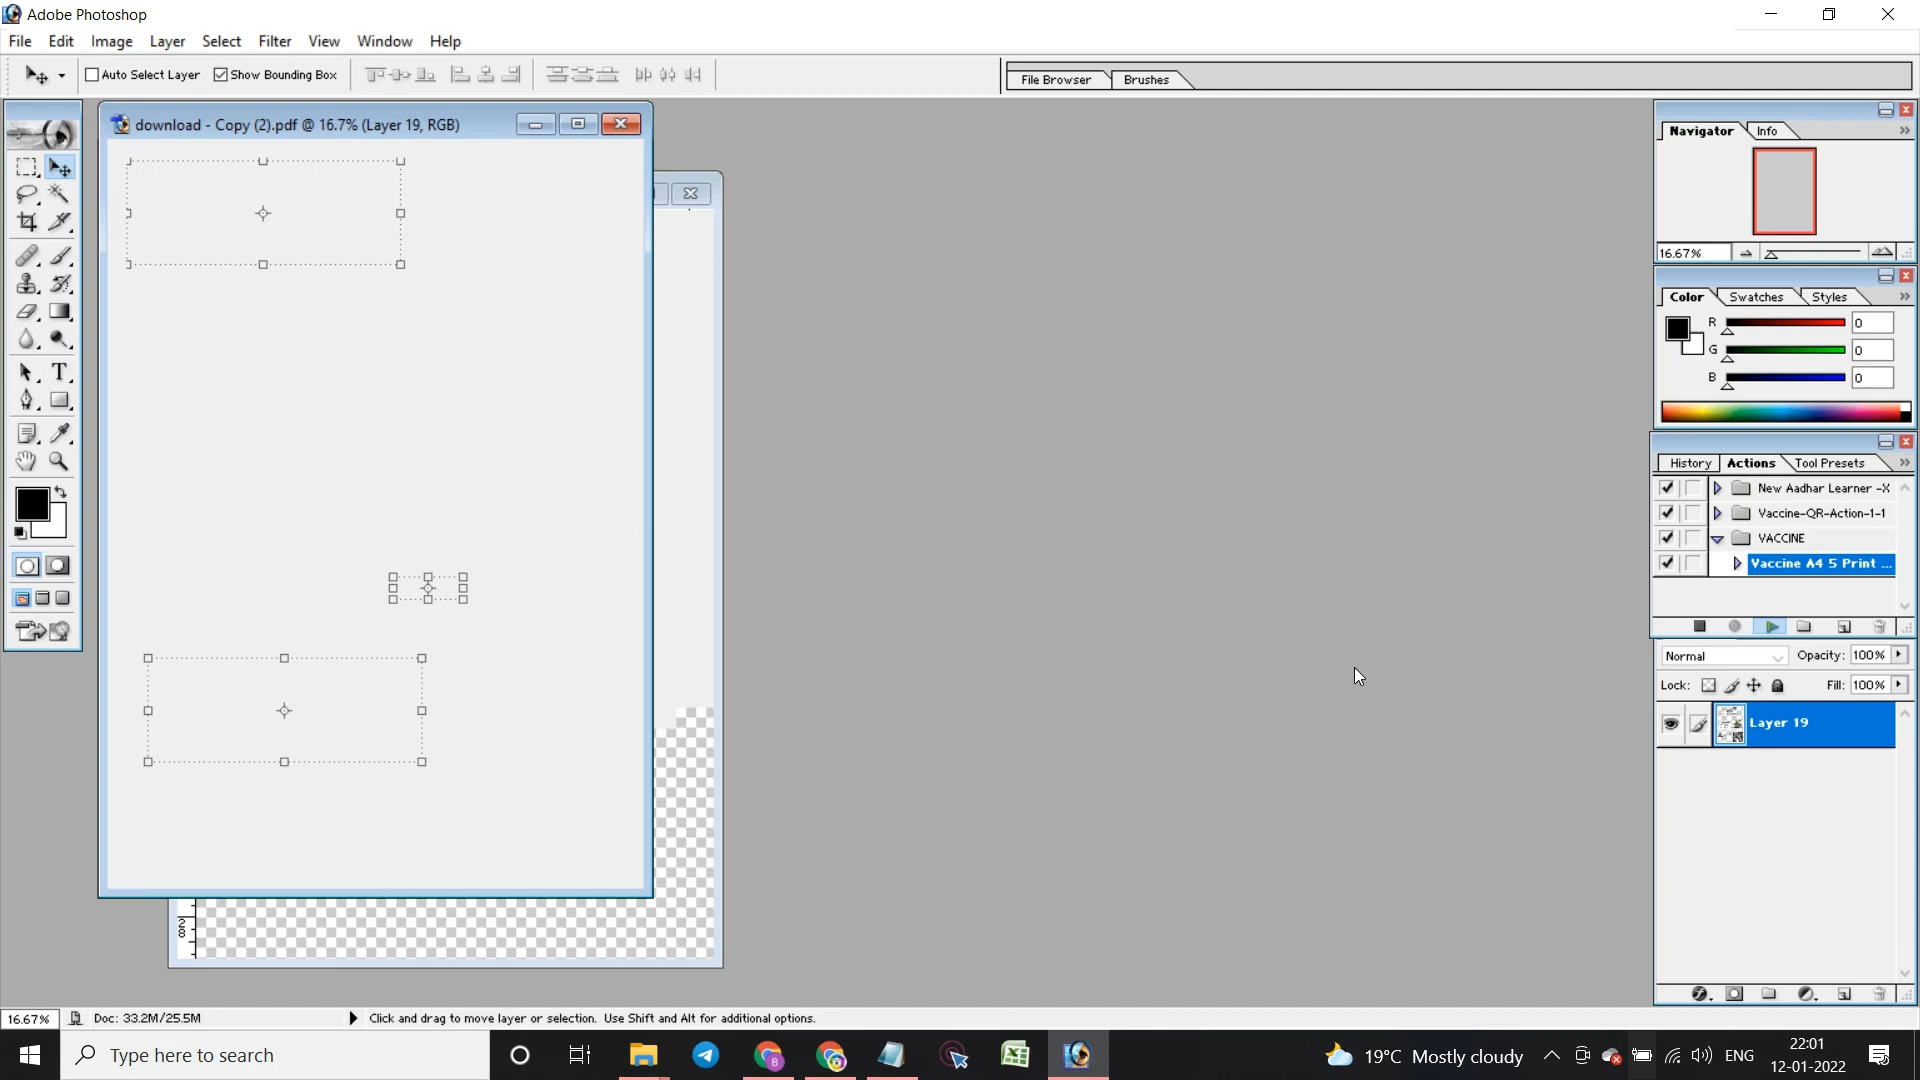 Adobe Photoshop
File Edit Image Layer Select Filter View Window Help
Auto Select Layer Show Bounding Box File Browser Brushes
download - Copy (2).pdf @ 16.7% (Layer 19, RGB)
Navigator Info
16.67%
Color Swatches Styles
R 0
G 0
B 0
History Actions Tool Presets
New Aadhar Learner -X
Vaccine-QR-Action-1-1
VACCINE
Vaccine A4 5 Print ...
Normal Opacity: 100%
Lock: Fill: 100%
Layer 19
16.67% Doc: 33.2M/25.5M Click and drag to move layer or selection. Use Shift and Alt for additional options.
Type here to search
19°C Mostly cloudy ENG
22:01
12-01-2022